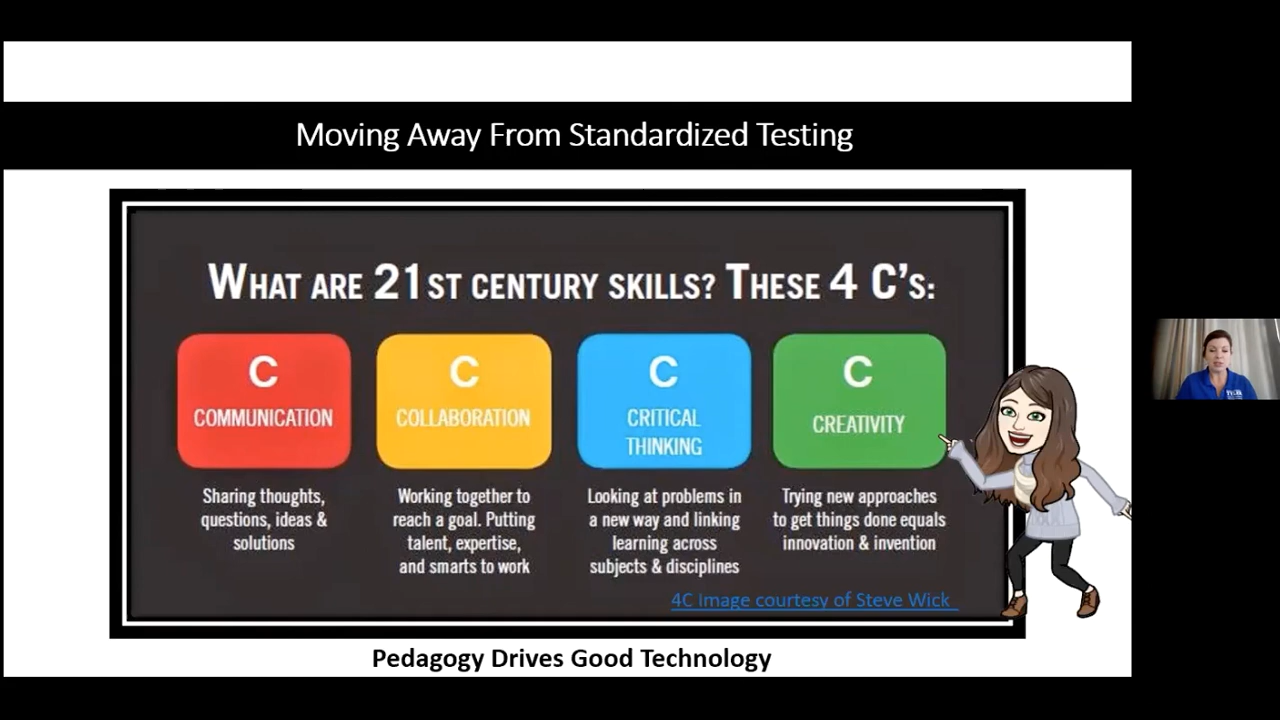 Moving Away From Standardized Testing
WHAT ARE 21ST CENTURY SKILLS? THESE 4 C'S:
C
COMMUNICATION
Sharing thoughts,
questions, ideas &
solutions
C
COLLABORATION
Working together to
reach a goal. Putting
talent, expertise,
and smarts to work
C
CRITICAL
THINKING
Looking at problems in
a new way and linking
learning across
subjects & disciplines
C
CREATIVITY
Trying new approaches
to get things done equals
innovation & invention
4C Image courtesy of Steve Wick
Pedagogy Drives Good Technology